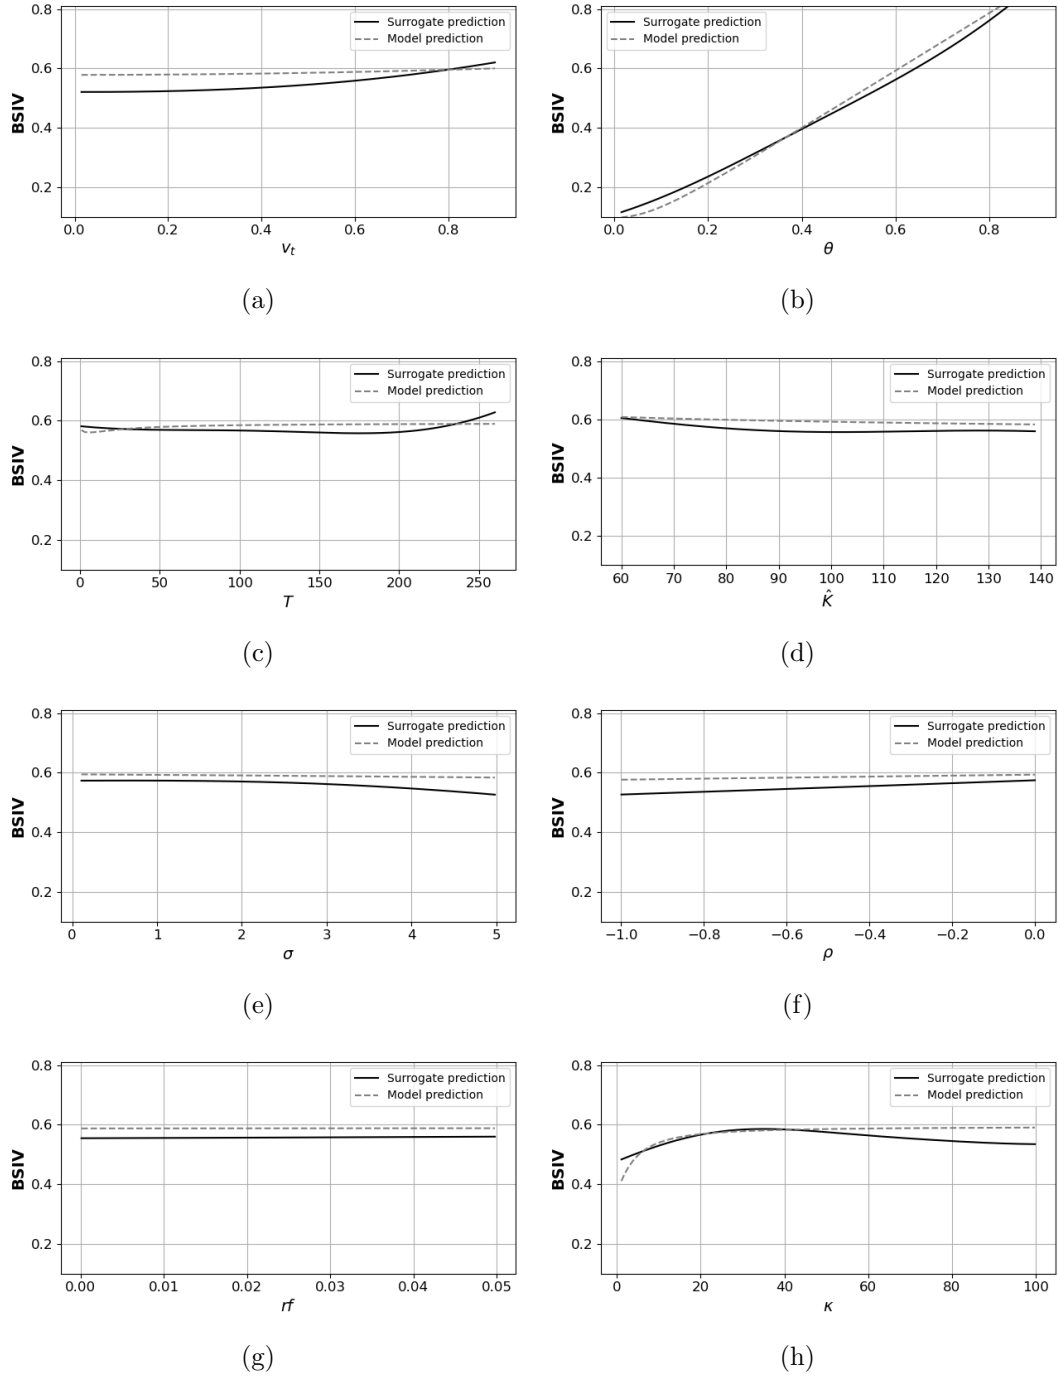 0.8
0.6
0.4
0.2
BSIV
Surrogate prediction
Model prediction
0.0 0.2 0.4 0.6 0.8
v_t
(a)
0.8
0.6
0.4
0.2
BSIV
Surrogate prediction
Model prediction
0.0 0.2 0.4 0.6 0.8
θ
(b)
0.8
0.6
0.4
0.2
BSIV
Surrogate prediction
Model prediction
0 50 100 150 200 250
T
(c)
0.8
0.6
0.4
0.2
BSIV
Surrogate prediction
Model prediction
60 70 80 90 100 110 120 130 140
K̂
(d)
0.8
0.6
0.4
0.2
BSIV
Surrogate prediction
Model prediction
0 1 2 3 4 5
σ
(e)
0.8
0.6
0.4
0.2
BSIV
Surrogate prediction
Model prediction
−1.0 −0.8 −0.6 −0.4 −0.2 0.0
ρ
(f)
0.8
0.6
0.4
0.2
BSIV
Surrogate prediction
Model prediction
0.00 0.01 0.02 0.03 0.04 0.05
rf
(g)
0.8
0.6
0.4
0.2
BSIV
Surrogate prediction
Model prediction
0 20 40 60 80 100
κ
(h)